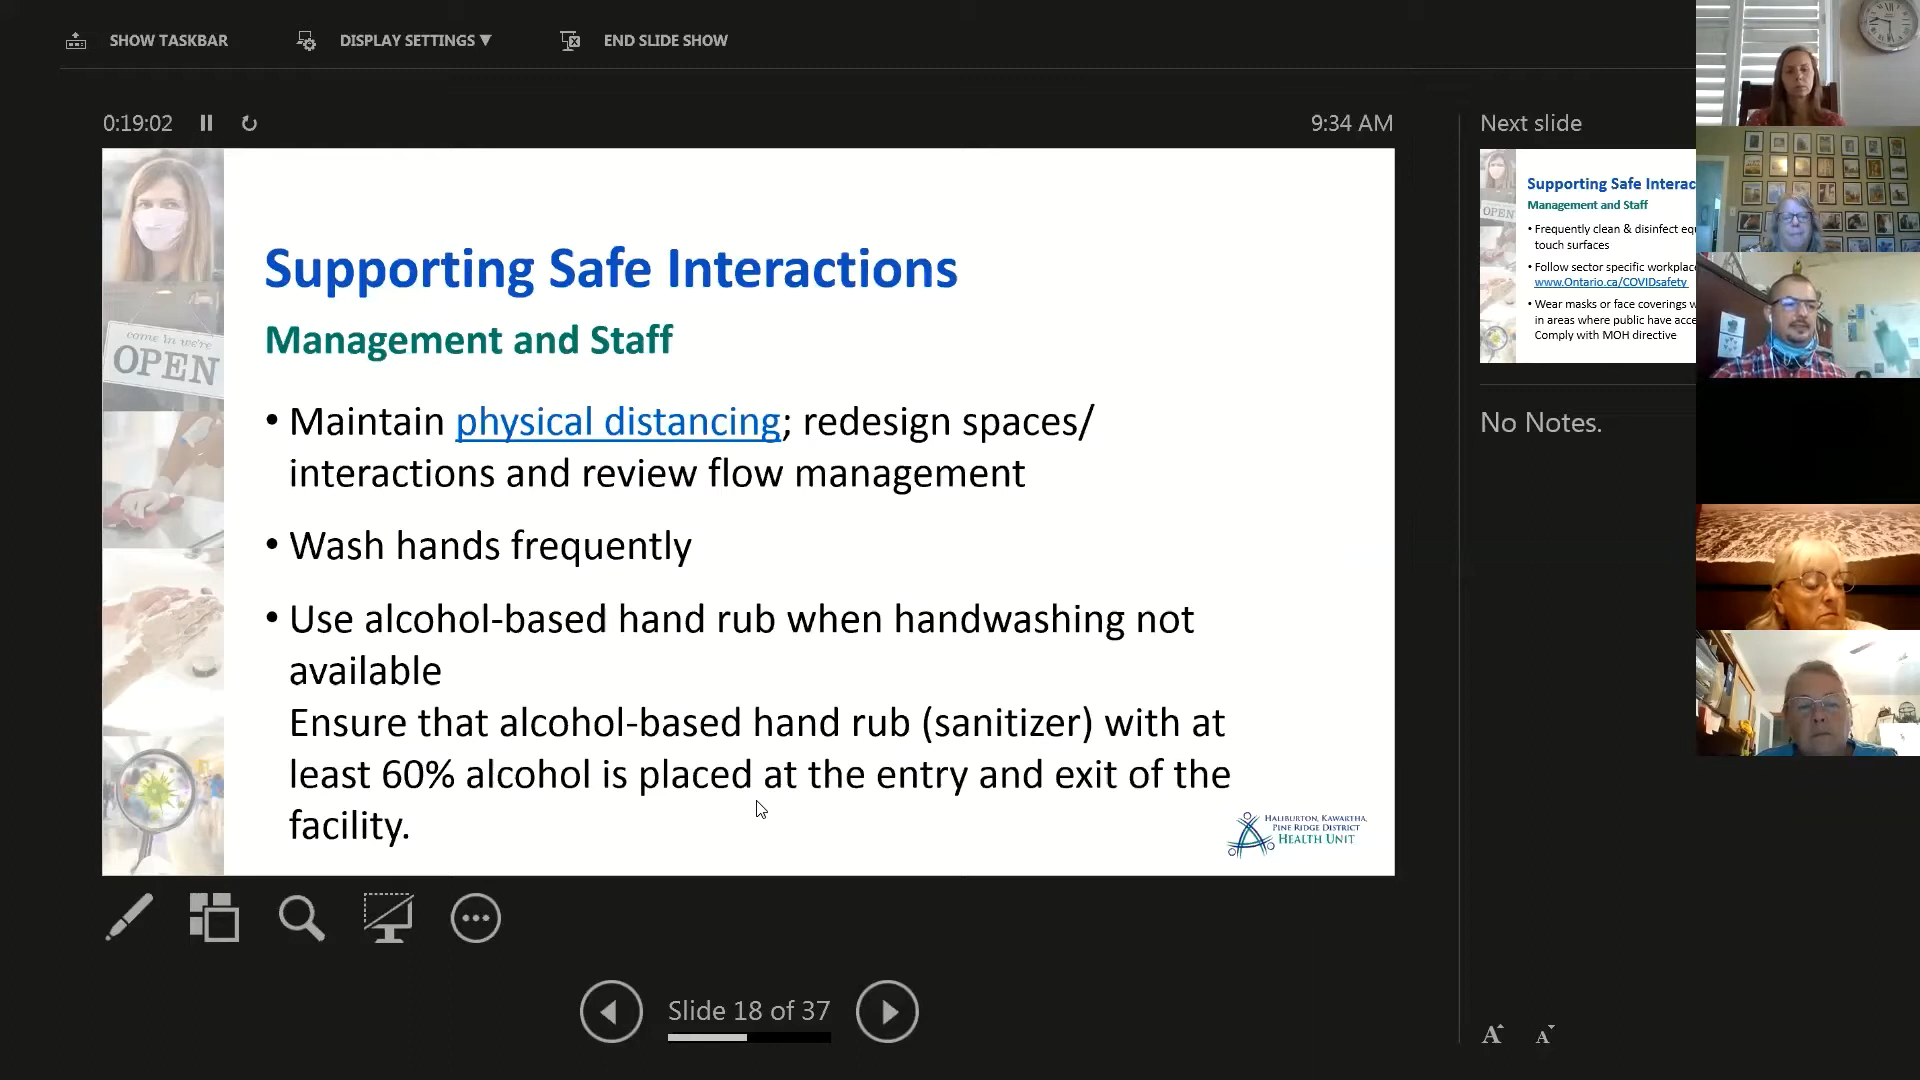 SHOW TASKBAR
DISPLAY SETTINGS ▼
END SLIDE SHOW
0:19:02
9:34 AM
come in we're
OPEN
Supporting Safe Interactions
Management and Staff
• Maintain physical distancing; redesign spaces/
interactions and review flow management
• Wash hands frequently
• Use alcohol-based hand rub when handwashing not
available
Ensure that alcohol-based hand rub (sanitizer) with at
least 60% alcohol is placed at the entry and exit of the
facility.
HALIBURTON, KAWARTHA,
PINE RIDGE DISTRICT
HEALTH UNIT
Next slide
OPEN
Supporting Safe Interac
Management and Staff
• Frequently clean & disinfect eq
touch surfaces
• Follow sector specific workplac
www.Ontario.ca/COVIDsafety
• Wear masks or face coverings w
in areas where public have acce
Comply with MOH directive
No Notes.
Slide 18 of 37
A
A